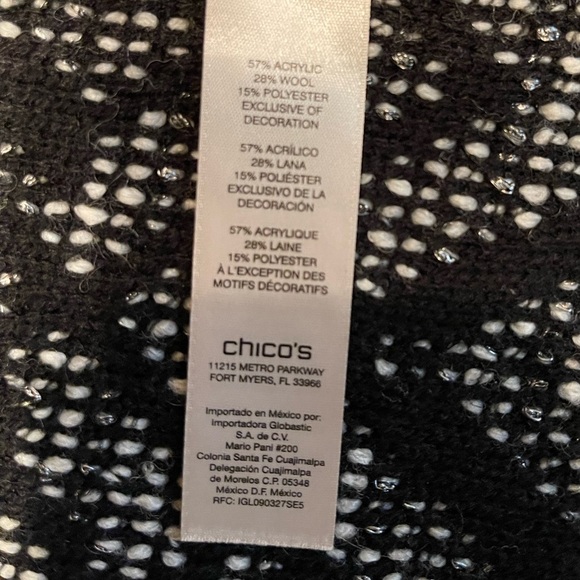 57% ACRYLIC
28% WOOL
15% POLYESTER
EXCLUSIVE OF
DECORATION
57% ACRÍLICO
28% LANA
15% POLIÉSTER
EXCLUSIVO DE LA
DECORACIÓN
57% ACRYLIQUE
28% LAINE
15% POLYESTER
À L'EXCEPTION DES
MOTIFS DÉCORATIFS
chico's
11215 METRO PARKWAY
FORT MYERS, FL 33966
Importado en México por:
Importadora Globastic
S.A. de C.V.
Mario Pani #200
Colonia Santa Fe Cuajimalpa
Delegación Cuajimalpa
de Morelos C.P. 05348
México D.F. México
RFC: IGL090327SE5